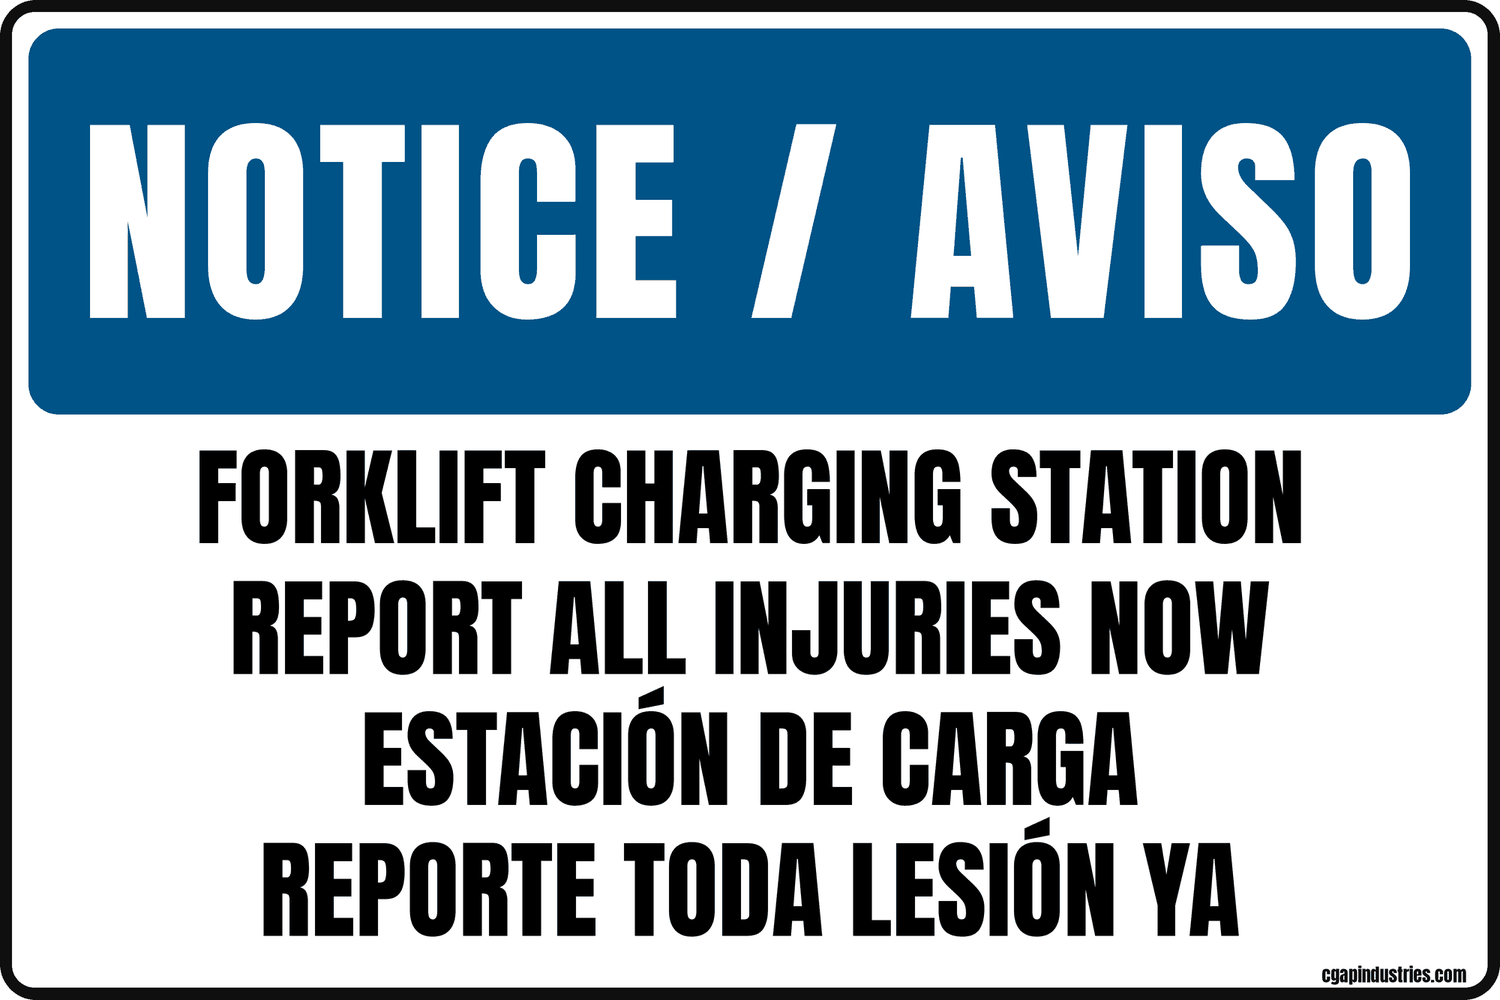 NOTICE / AVISO
FORKLIFT CHARGING STATION
REPORT ALL INJURIES NOW
ESTACIÓN DE CARGA
REPORTE TODA LESIÓN YA
cgapindustries.com